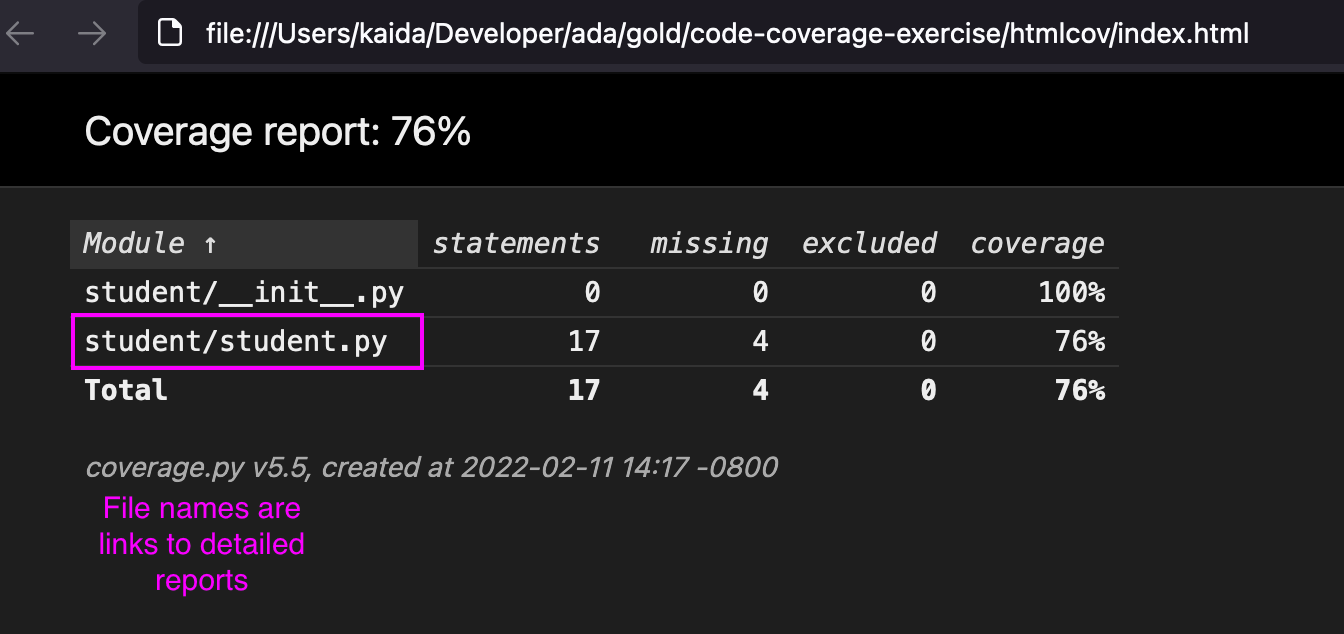 file:///Users/kaida/Developer/ada/gold/code-coverage-exercise/htmlcov/index.html
Coverage report: 76%
Module ↑ statements missing excluded coverage
student/__init__.py 0 0 0 100%
student/student.py 17 4 0 76%
Total 17 4 0 76%
coverage.py v5.5, created at 2022-02-11 14:17 -0800
File names are
links to detailed
reports